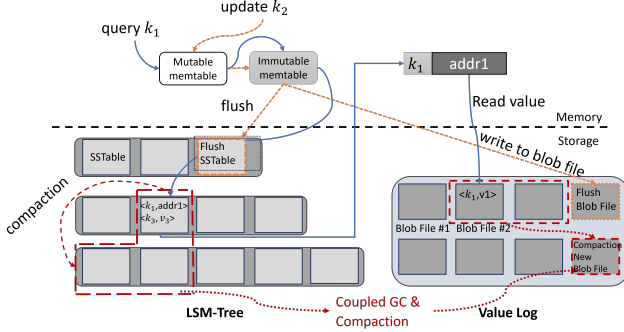 update k₂
query k₁
Mutable
memtable
Immutable
memtable
k₁ addr1
flush
Read value
Memory
Storage
write to blob file
SSTable
Flush
SSTable
compaction
<k₁,addr1>
<k₃, v₃>
<k₁,v1>
Flush
Blob File
Blob File #1 Blob File #2
Compaction
New
Blob File
Coupled GC &
Compaction
LSM-Tree
Value Log